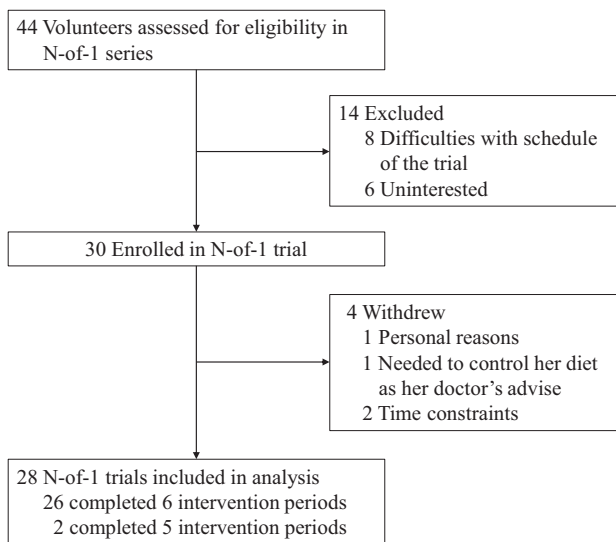 44 Volunteers assessed for eligibility in
N-of-1 series
14 Excluded
8 Difficulties with schedule
of the trial
6 Uninterested
30 Enrolled in N-of-1 trial
4 Withdrew
1 Personal reasons
1 Needed to control her diet
as her doctor’s advise
2 Time constraints
28 N-of-1 trials included in analysis
26 completed 6 intervention periods
2 completed 5 intervention periods